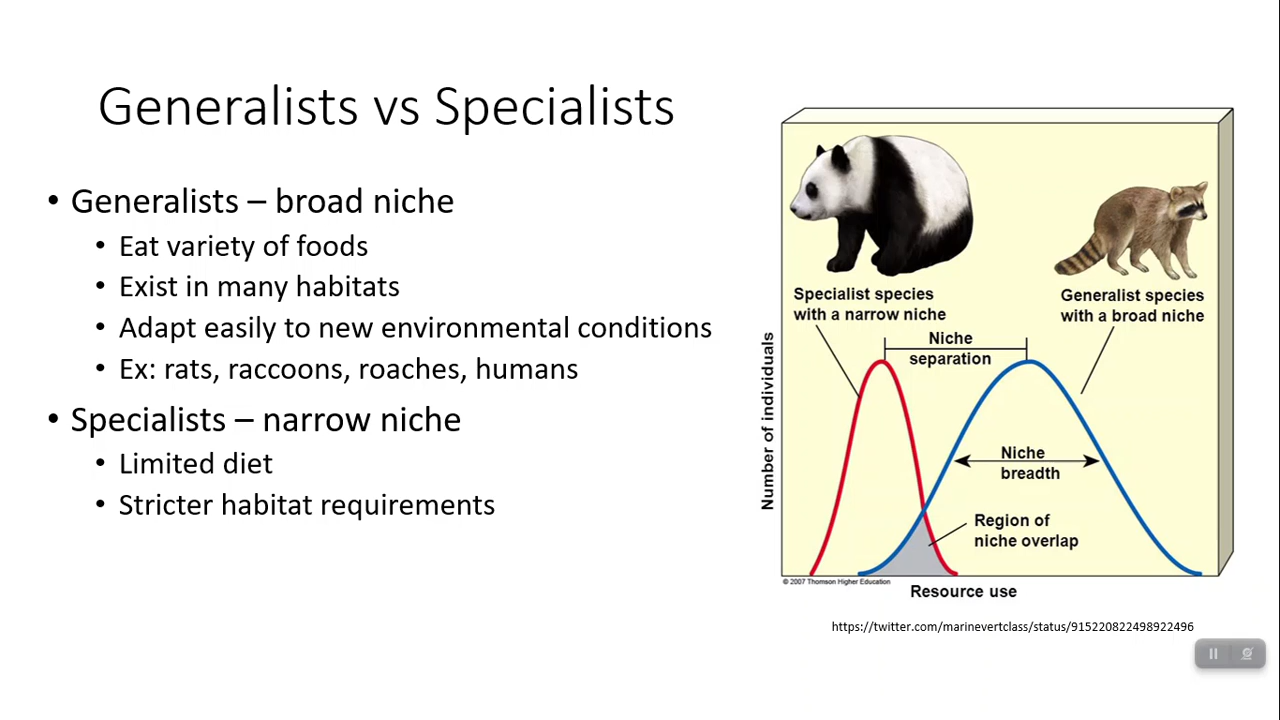 Generalists vs Specialists
• Generalists – broad niche
• Eat variety of foods
• Exist in many habitats
• Adapt easily to new environmental conditions
• Ex: rats, raccoons, roaches, humans
• Specialists – narrow niche
• Limited diet
• Stricter habitat requirements
Specialist species
with a narrow niche
Generalist species
with a broad niche
Niche
separation
Number of individuals
Niche
breadth
Region of
niche overlap
© 2007 Thomson Higher Education
Resource use
https://twitter.com/marinevertclass/status/915220822498922496